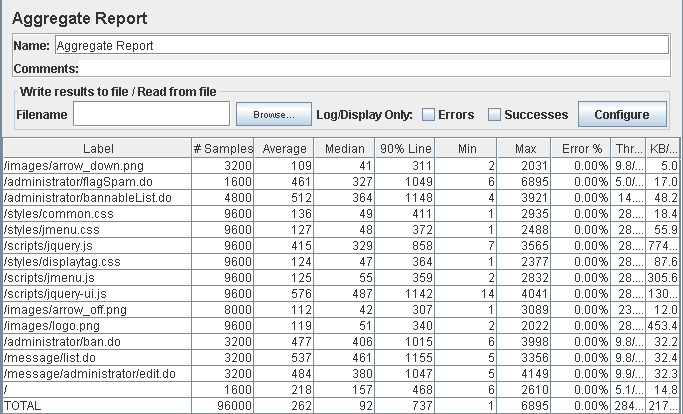 Aggregate Report
Name: Aggregate Report
Comments:
Write results to file / Read from file
Filename Browse... Log/Display Only: Errors Successes Configure
Label # Samples Average Median 90% Line Min Max Error % Thr... KB/...
/images/arrow_down.png 3200 109 41 311 2 2031 0.00% 9.8/... 5.0
/administrator/flagSpam.do 1600 461 327 1049 6 6895 0.00% 5.0/... 17.0
/administrator/bannableList.do 4800 512 364 1148 4 3921 0.00% 14.... 48.2
/styles/common.css 9600 136 49 411 1 2935 0.00% 28.... 18.4
/styles/jmenu.css 9600 127 48 372 1 2488 0.00% 28.... 55.9
/scripts/jquery.js 9600 415 329 858 7 3565 0.00% 28.... 774...
/styles/displaytag.css 9600 124 47 364 1 2377 0.00% 28.... 87.6
/scripts/jmenu.js 9600 125 55 359 2 2832 0.00% 28.... 305.6
/scripts/jquery-ui.js 9600 576 487 1142 14 4041 0.00% 28.... 130...
/images/arrow_off.png 8000 112 42 307 1 3089 0.00% 23.... 12.0
/images/logo.png 9600 119 51 340 2 2022 0.00% 28.... 453.4
/administrator/ban.do 3200 477 406 1015 6 3998 0.00% 9.8/... 32.2
/message/list.do 3200 537 461 1155 5 3356 0.00% 9.8/... 32.4
/message/administrator/edit.do 3200 484 380 1047 5 4149 0.00% 9.9/... 32.3
/ 1600 218 157 468 6 2610 0.00% 5.1/... 14.8
TOTAL 96000 262 92 737 1 6895 0.00% 284... 217...